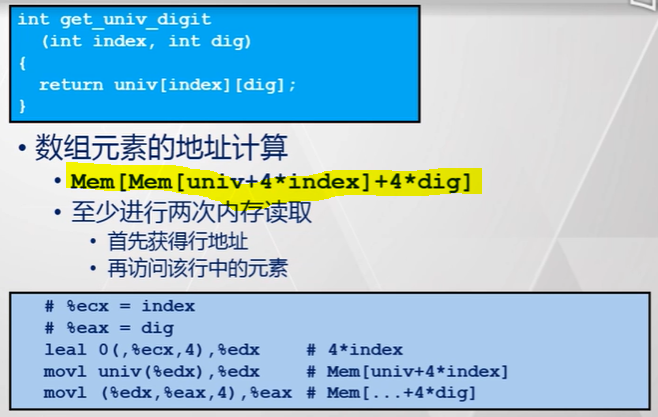 int get_univ_digit
(int index, int dig)
{
return univ[index][dig];
}
• 数组元素的地址计算
• Mem[Mem[univ+4*index]+4*dig]
• 至少进行两次内存读取
• 首先获得行地址
• 再访问该行中的元素
# %ecx = index
# %eax = dig
leal 0(,%ecx,4),%edx # 4*index
movl univ(%edx),%edx # Mem[univ+4*index]
movl (%edx,%eax,4),%eax # Mem[...+4*dig]